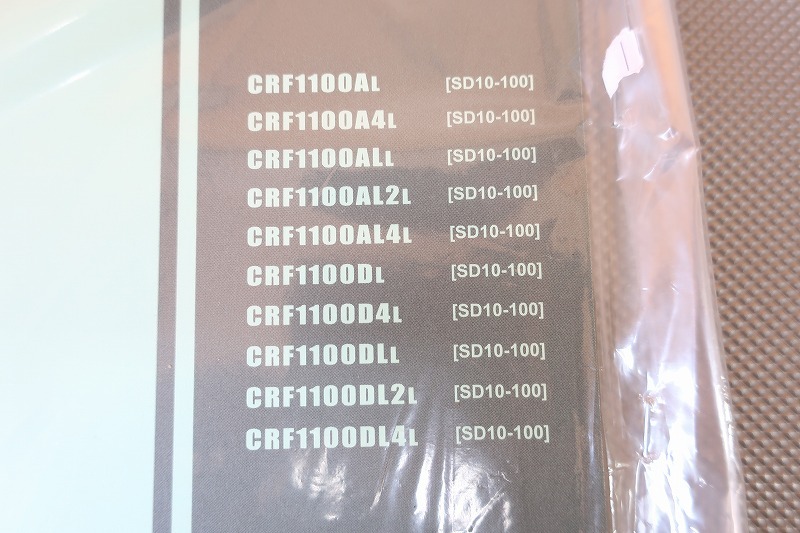 CRF1100AL [SD10-100]
CRF1100A4L [SD10-100]
CRF1100ALL [SD10-100]
CRF1100AL2L [SD10-100]
CRF1100AL4L [SD10-100]
CRF1100DL [SD10-100]
CRF1100D4L [SD10-100]
CRF1100DLL [SD10-100]
CRF1100DL2L [SD10-100]
CRF1100DL4L [SD10-100]